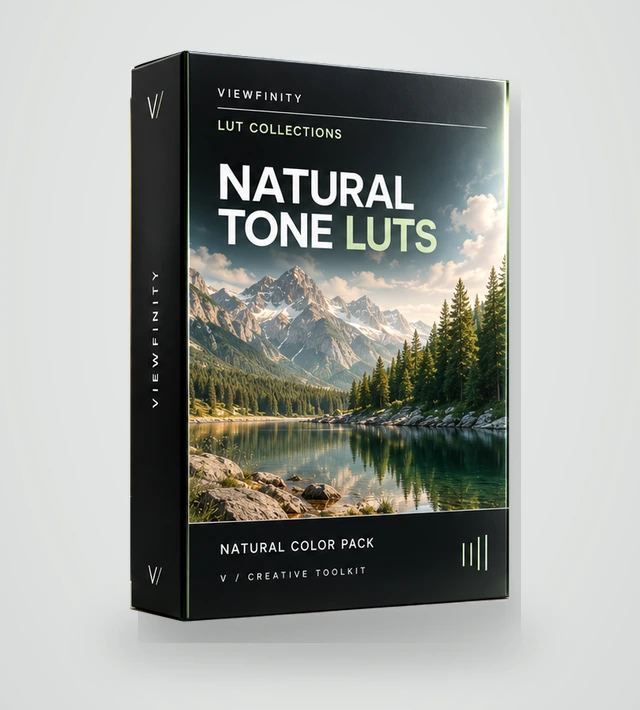 VIEWFINITY
LUT COLLECTIONS
NATURAL
TONE LUTS
NATURAL COLOR PACK
V / CREATIVE TOOLKIT
V/
VIEWFINITY
V/